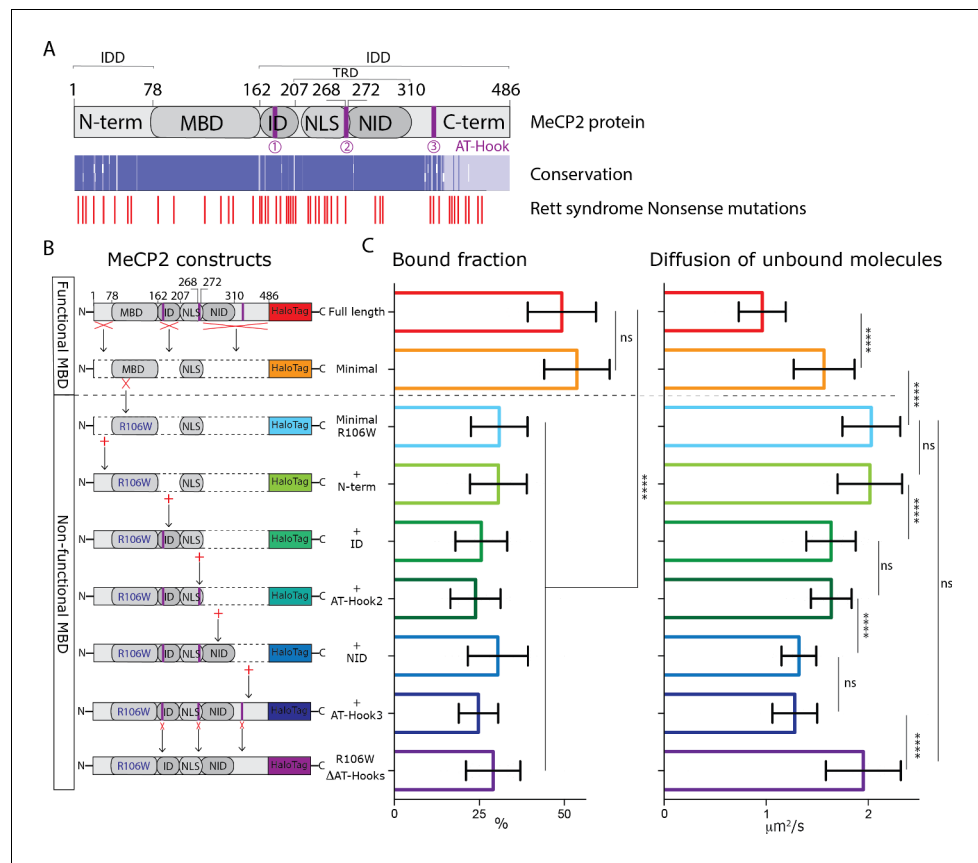 A
IDD
IDD
TRD
1 78 162 207 268 272 310 486
N-term MBD ID NLS NID C-term
MeCP2 protein
① ② ③
AT-Hook
Conservation
Rett syndrome Nonsense mutations
B
MeCP2 constructs
C
Bound fraction
Diffusion of unbound molecules
Functional MBD
Non-functional MBD
268 272
1 78 162 207 310 486
N- MBD ID NLS NID HaloTag -C Full length
N- MBD NLS HaloTag -C Minimal
N- R106W NLS HaloTag -C Minimal R106W
N- R106W NLS HaloTag -C + N-term
N- R106W ID NLS HaloTag -C + ID
N- R106W ID NLS HaloTag -C + AT-Hook2
N- R106W ID NLS NID HaloTag -C + NID
N- R106W ID NLS NID HaloTag -C + AT-Hook3
N- R106W ID NLS NID HaloTag -C R106W ΔAT-Hooks
X
+
+
+
+
+
x x x
ns
****
****
****
ns
****
ns
****
ns
****
ns
0 25 50
%
0 1 2
μm²/s